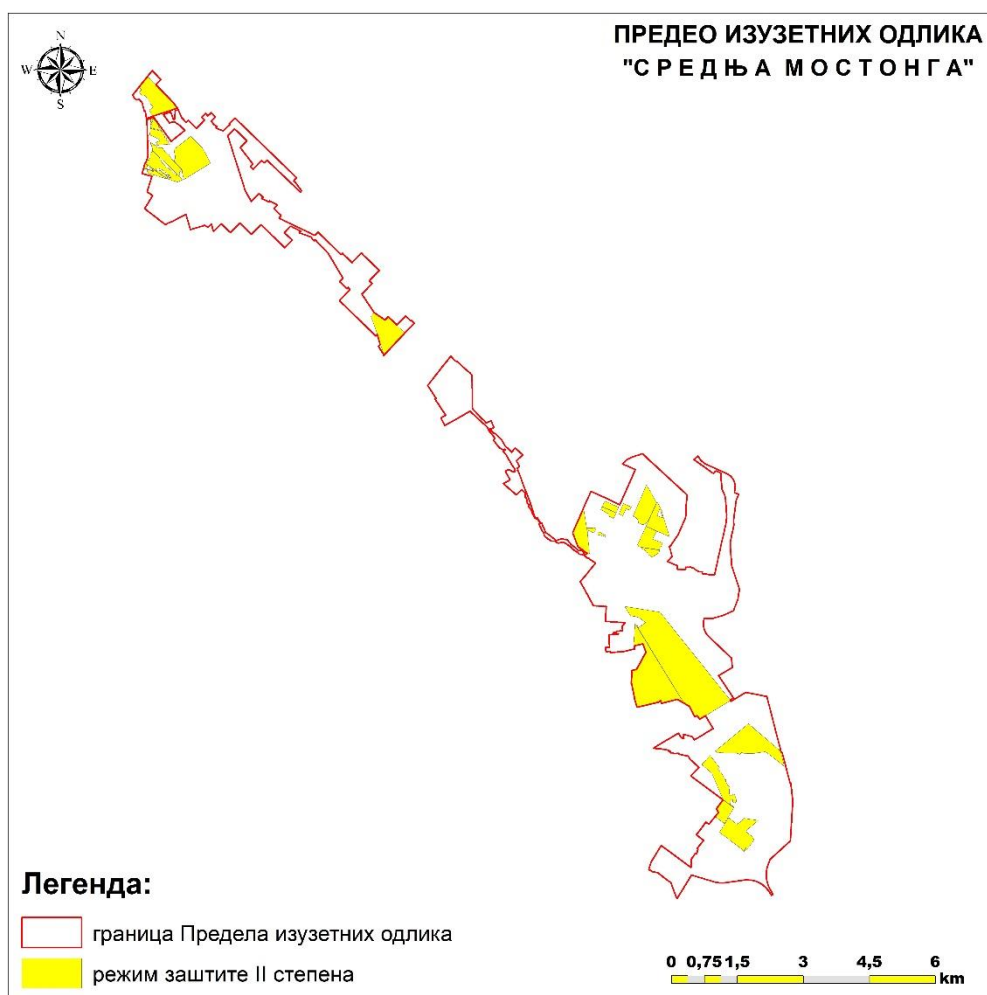 ПРЕДЕО ИЗУЗЕТНИХ ОДЛИКА
"СРЕДЊА МОСТОНГА"
N
W E
S
Легенда:
граница Предела изузетних одлика
режим заштите II степена
0 0,75 1,5 3 4,5 6
km